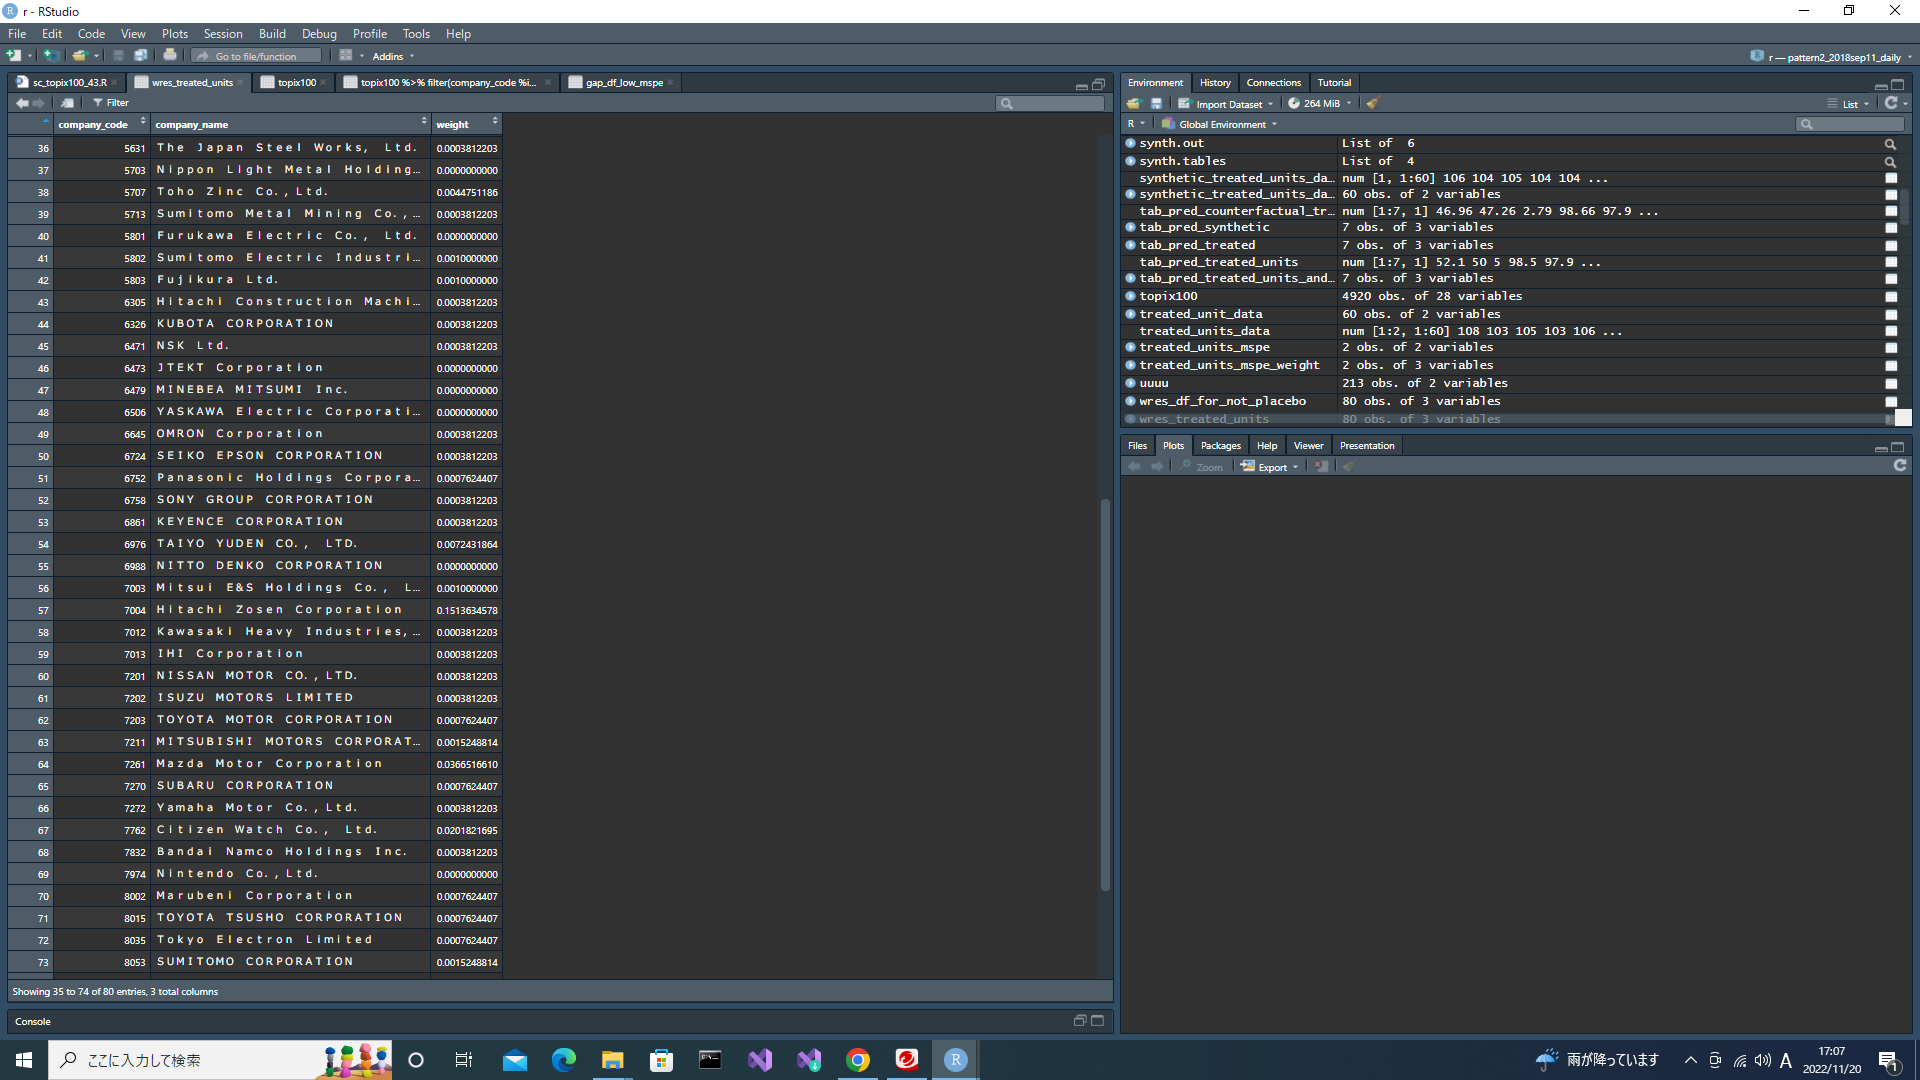 r - RStudio
File Edit Code View Plots Session Build Debug Profile Tools Help
Go to file/function Addins r — pattern2_2018sep11_daily
sc_topix100_43.R wres_treated_units topix100 topix100 %>% filter(company_code %i... gap_df_low_mspe
Filter
company_code company_name weight
36 5631 The Japan Steel Works, Ltd. 0.0003812203
37 5703 Nippon Light Metal Holding... 0.0000000000
38 5707 Toho Zinc Co.,Ltd. 0.0044751186
39 5713 Sumitomo Metal Mining Co.,... 0.0003812203
40 5801 Furukawa Electric Co., Ltd. 0.0000000000
41 5802 Sumitomo Electric Industri... 0.0010000000
42 5803 Fujikura Ltd. 0.0010000000
43 6305 Hitachi Construction Machi... 0.0003812203
44 6326 KUBOTA CORPORATION 0.0003812203
45 6471 NSK Ltd. 0.0003812203
46 6473 JTEKT Corporation 0.0000000000
47 6479 MINEBEA MITSUMI Inc. 0.0000000000
48 6506 YASKAWA Electric Corporati... 0.0000000000
49 6645 OMRON Corporation 0.0003812203
50 6724 SEIKO EPSON CORPORATION 0.0003812203
51 6752 Panasonic Holdings Corpora... 0.0007624407
52 6758 SONY GROUP CORPORATION 0.0003812203
53 6861 KEYENCE CORPORATION 0.0003812203
54 6976 TAIYO YUDEN CO., LTD. 0.0072431864
55 6988 NITTO DENKO CORPORATION 0.0000000000
56 7003 Mitsui E&S Holdings Co., L... 0.0010000000
57 7004 Hitachi Zosen Corporation 0.1513634578
58 7012 Kawasaki Heavy Industries,... 0.0003812203
59 7013 IHI Corporation 0.0003812203
60 7201 NISSAN MOTOR CO.,LTD. 0.0003812203
61 7202 ISUZU MOTORS LIMITED 0.0003812203
62 7203 TOYOTA MOTOR CORPORATION 0.0007624407
63 7211 MITSUBISHI MOTORS CORPORAT... 0.0015248814
64 7261 Mazda Motor Corporation 0.0366516610
65 7270 SUBARU CORPORATION 0.0007624407
66 7272 Yamaha Motor Co.,Ltd. 0.0003812203
67 7762 Citizen Watch Co., Ltd. 0.0201821695
68 7832 Bandai Namco Holdings Inc. 0.0003812203
69 7974 Nintendo Co.,Ltd. 0.0000000000
70 8002 Marubeni Corporation 0.0007624407
71 8015 TOYOTA TSUSHO CORPORATION 0.0007624407
72 8035 Tokyo Electron Limited 0.0007624407
73 8053 SUMITOMO CORPORATION 0.0015248814
Showing 35 to 74 of 80 entries, 3 total columns
Console
Environment History Connections Tutorial
Import Dataset 264 MiB List
R Global Environment
synth.out List of 6
synth.tables List of 4
synthetic_treated_units_da... num [1, 1:60] 106 104 105 104 104 ...
synthetic_treated_units_da... 60 obs. of 2 variables
tab_pred_counterfactual_tr... num [1:7, 1] 46.96 47.26 2.79 98.66 97.9 ...
tab_pred_synthetic 7 obs. of 3 variables
tab_pred_treated 7 obs. of 3 variables
tab_pred_treated_units num [1:7, 1] 52.1 50 5 98.5 97.9 ...
tab_pred_treated_units_and... 7 obs. of 3 variables
topix100 4920 obs. of 28 variables
treated_unit_data 60 obs. of 2 variables
treated_units_data num [1:2, 1:60] 108 103 105 103 106 ...
treated_units_mspe 2 obs. of 2 variables
treated_units_mspe_weight 2 obs. of 3 variables
uuuu 213 obs. of 2 variables
wres_df_for_not_placebo 80 obs. of 3 variables
wres_treated_units 80 obs. of 3 variables
Files Plots Packages Help Viewer Presentation
Zoom Export
ここに入力して検索
雨が降っています A 17:07
2022/11/20 1